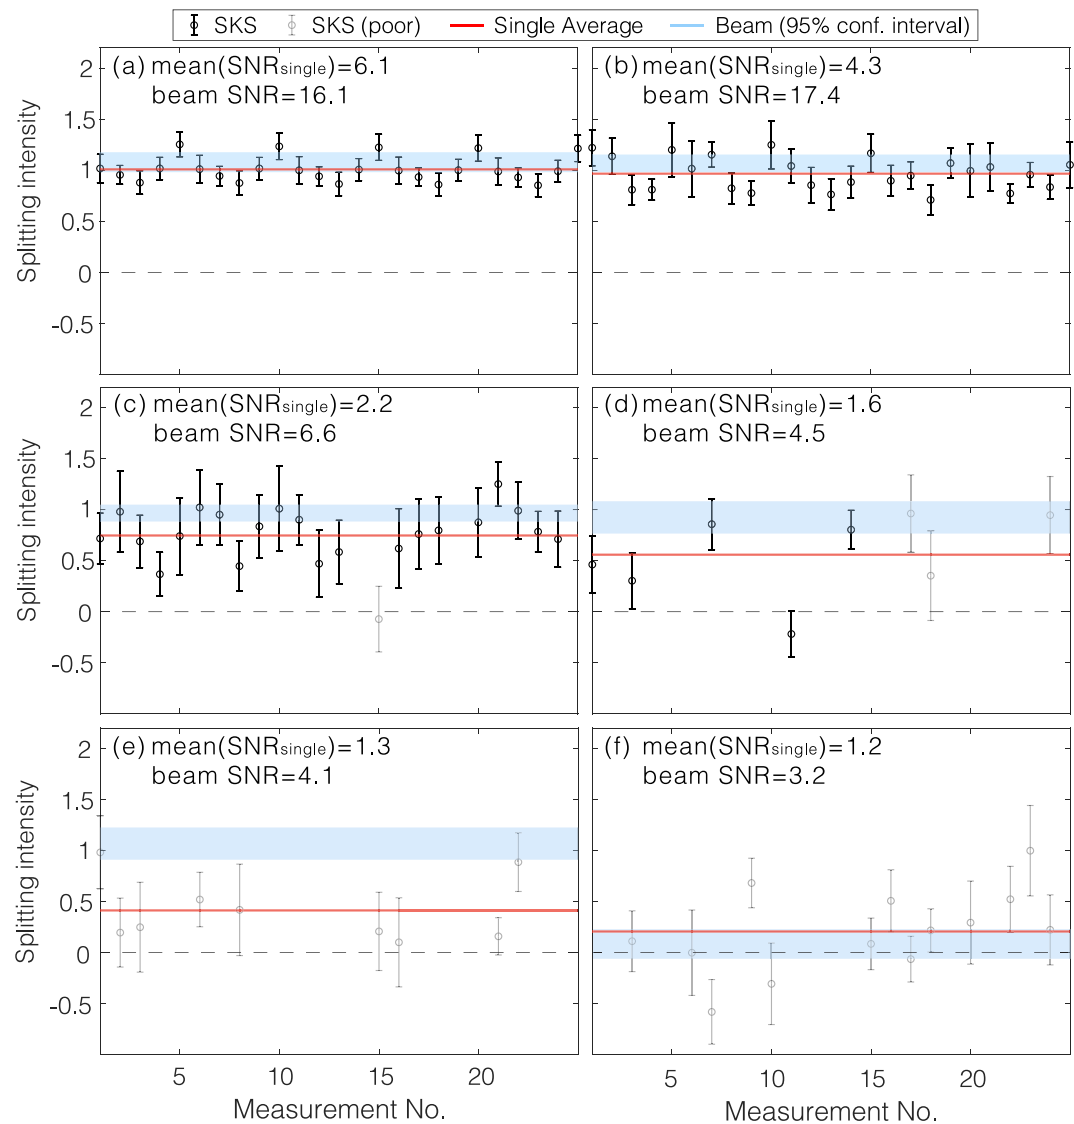 SKS SKS (poor) Single Average Beam (95% conf. interval)
(a) mean(SNRsingle)=6.1
beam SNR=16.1
(b) mean(SNRsingle)=4.3
beam SNR=17.4
Splitting intensity
2
1.5
1
0.5
0
-0.5
(c) mean(SNRsingle)=2.2
beam SNR=6.6
(d) mean(SNRsingle)=1.6
beam SNR=4.5
Splitting intensity
2
1.5
1
0.5
0
-0.5
(e) mean(SNRsingle)=1.3
beam SNR=4.1
(f) mean(SNRsingle)=1.2
beam SNR=3.2
Splitting intensity
2
1.5
1
0.5
0
-0.5
5 10 15 20 5 10 15 20
Measurement No. Measurement No.